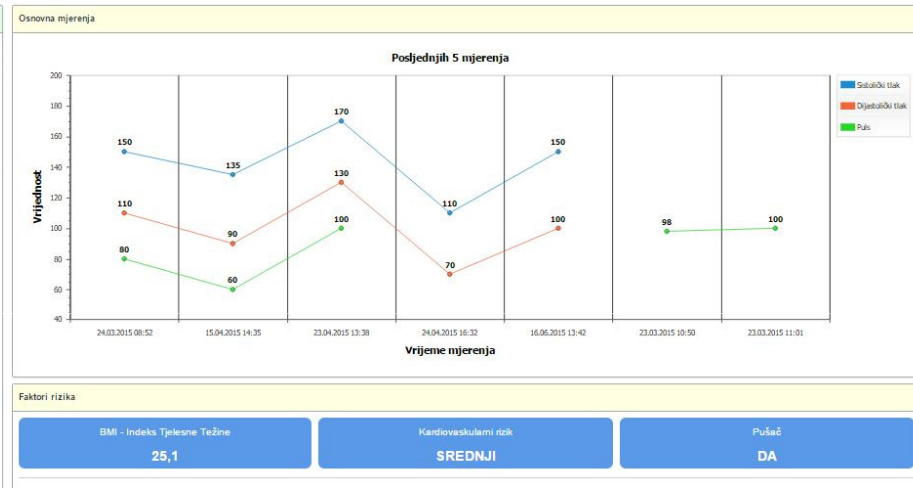 Osnovna mjerenja
Posljednjih 5 mjerenja
200
180
160
140
120
100
80
60
40
Vrijednost
150
135
170
110
150
110
90
130
70
100
80
60
100
98
100
24.03.2015 08:52
15.04.2015 14:35
23.04.2015 13:38
24.04.2015 16:32
16.06.2015 13:42
23.03.2015 10:50
23.03.2015 11:01
Vrijeme mjerenja
Sistolički tlak
Dijastolički tlak
Puls
Faktori rizika
BMI - Indeks Tjelesne Težine
25,1
Kardiovaskularni rizik
SREDNJI
Pušač
DA